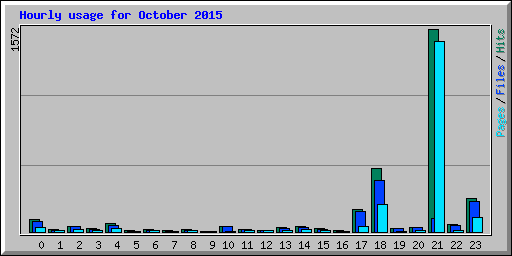 Hourly usage for October 2015
1572
Pages/Files/Hits
0 1 2 3 4 5 6 7 8 9 10 11 12 13 14 15 16 17 18 19 20 21 22 23